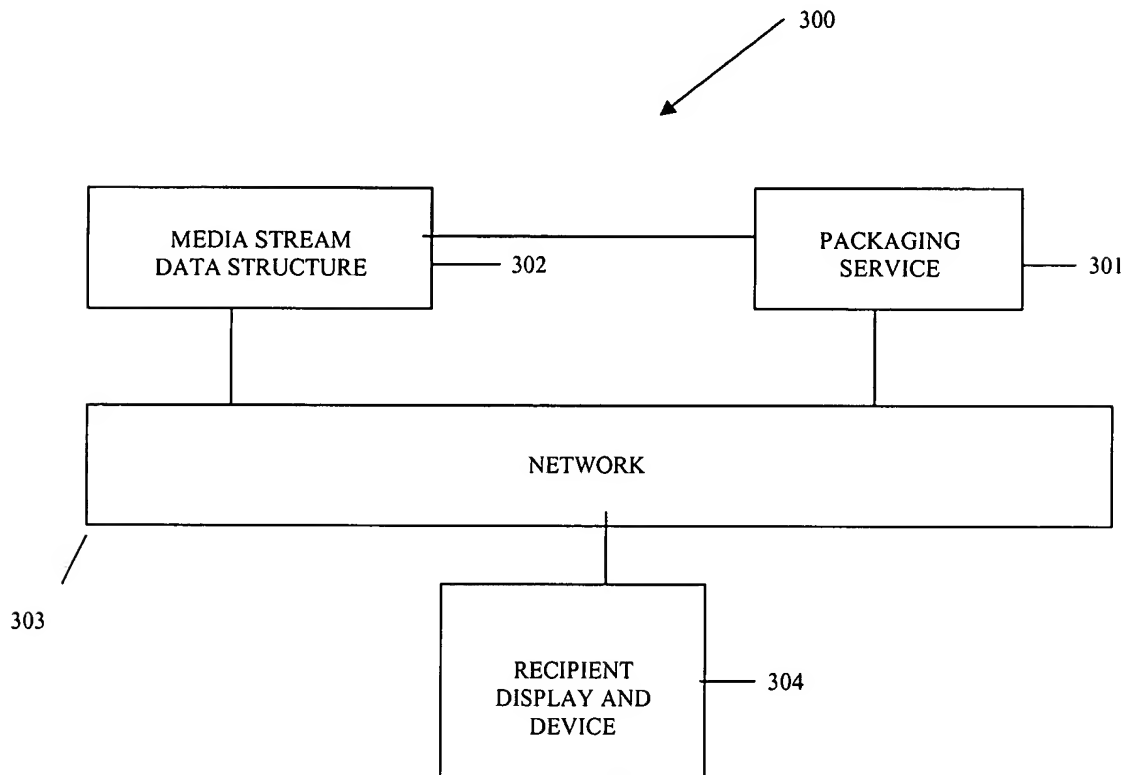 300
MEDIA STREAM
DATA STRUCTURE
302
PACKAGING
SERVICE
301
NETWORK
303
RECIPIENT
DISPLAY AND
DEVICE
304